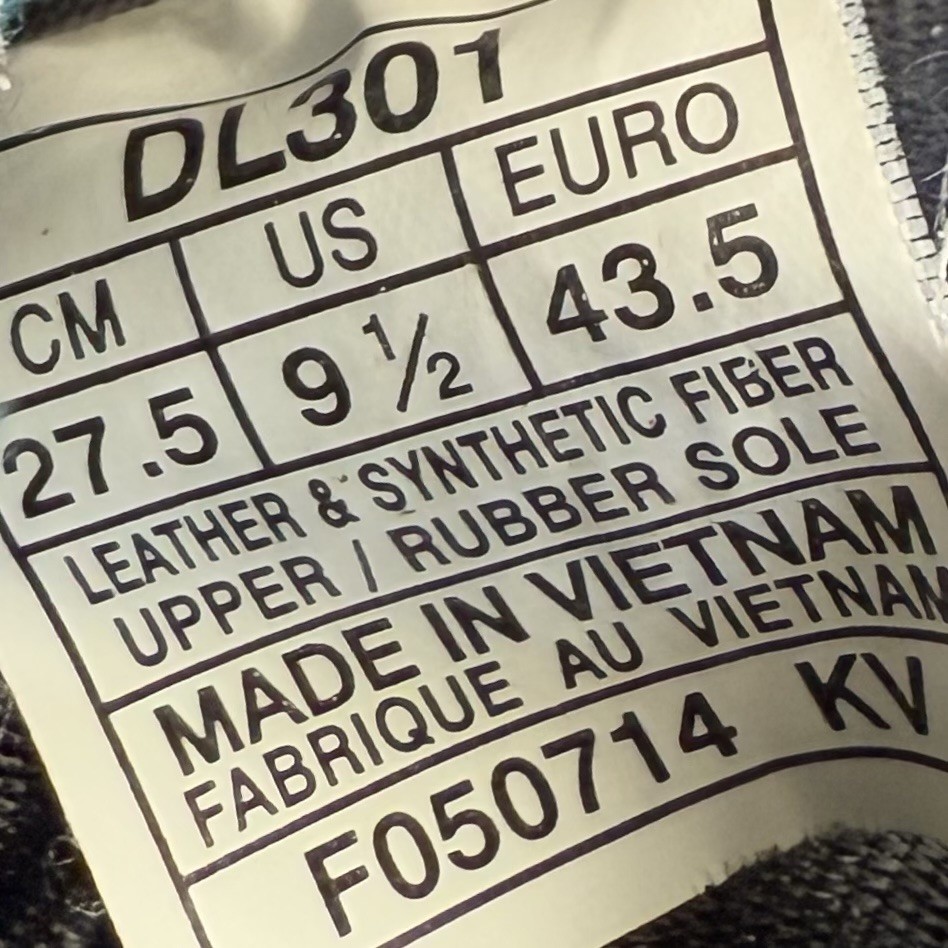 DL301
CM US EURO
27.5 9 ½ 43.5
LEATHER & SYNTHETIC FIBER
UPPER / RUBBER SOLE
MADE IN VIETNAM
FABRIQUE AU VIETNAM
F050714 KV